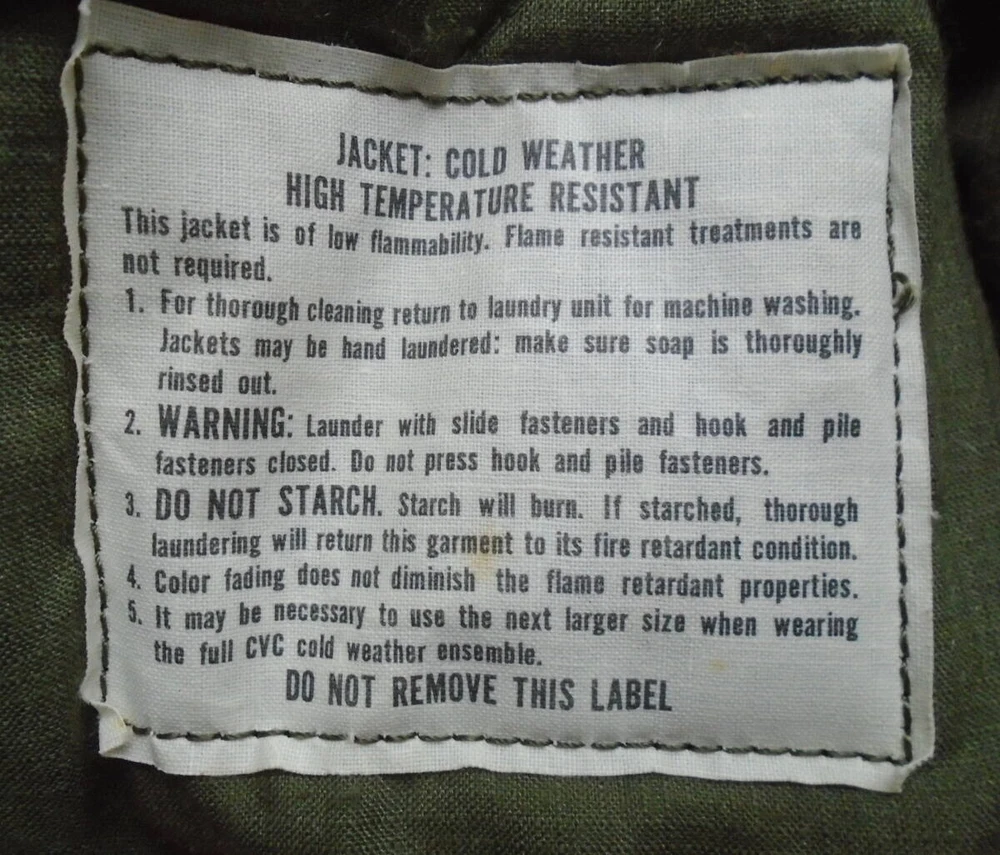 JACKET: COLD WEATHER
HIGH TEMPERATURE RESISTANT
This jacket is of low flammability. Flame resistant treatments are
not required.
1. For thorough cleaning return to laundry unit for machine washing.
Jackets may be hand laundered: make sure soap is thoroughly
rinsed out.
2. WARNING: Launder with slide fasteners and hook and pile
fasteners closed. Do not press hook and pile fasteners.
3. DO NOT STARCH. Starch will burn. If starched, thorough
laundering will return this garment to its fire retardant condition.
4. Color fading does not diminish the flame retardant properties.
5. It may be necessary to use the next larger size when wearing
the full CVC cold weather ensemble.
DO NOT REMOVE THIS LABEL